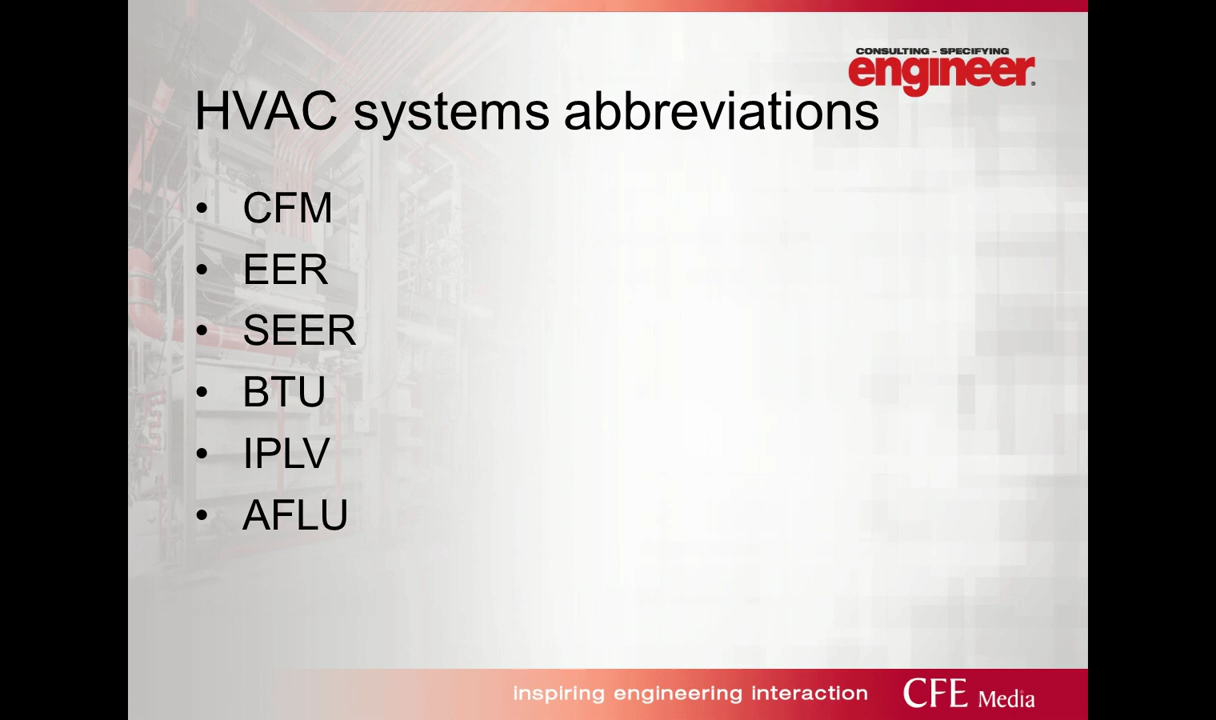 CONSULTING - SPECIFYING
engineer.
HVAC systems abbreviations
• CFM
• EER
• SEER
• BTU
• IPLV
• AFLU
inspiring engineering interaction
CFE Media